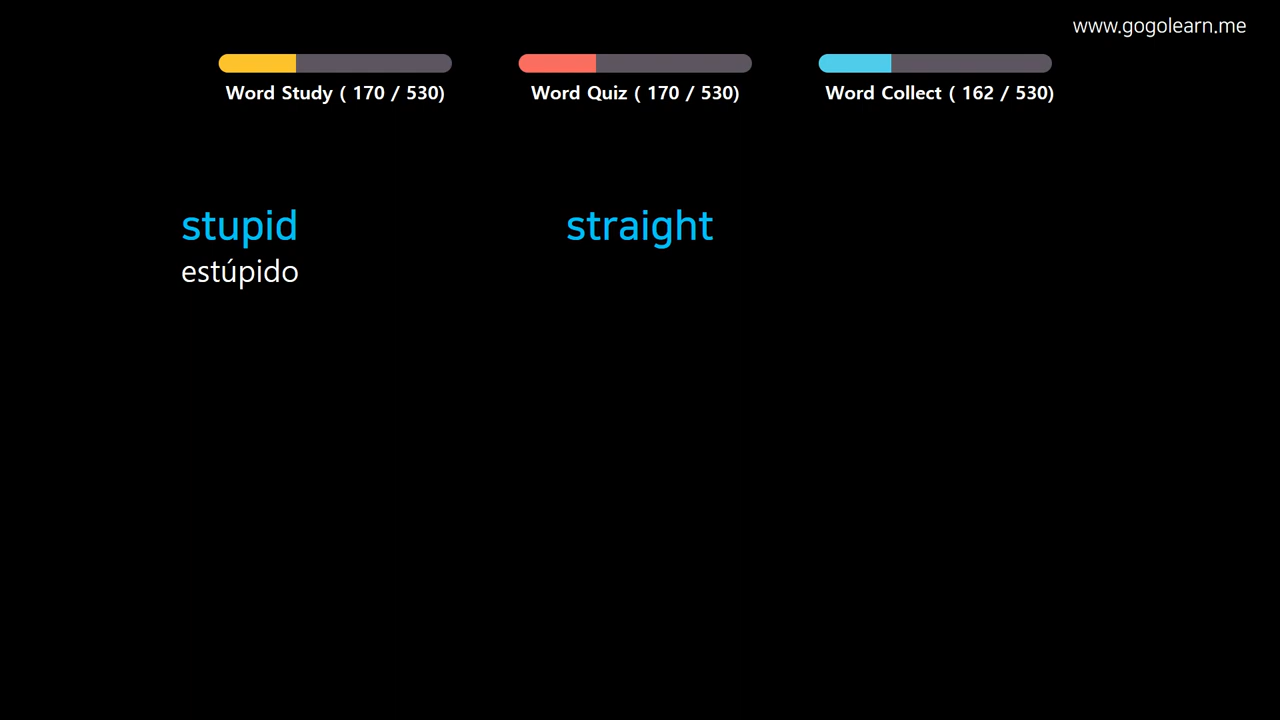 www.gogolearn.me
Word Study ( 170 / 530)
Word Quiz ( 170 / 530)
Word Collect ( 162 / 530)
stupid
estúpido
straight